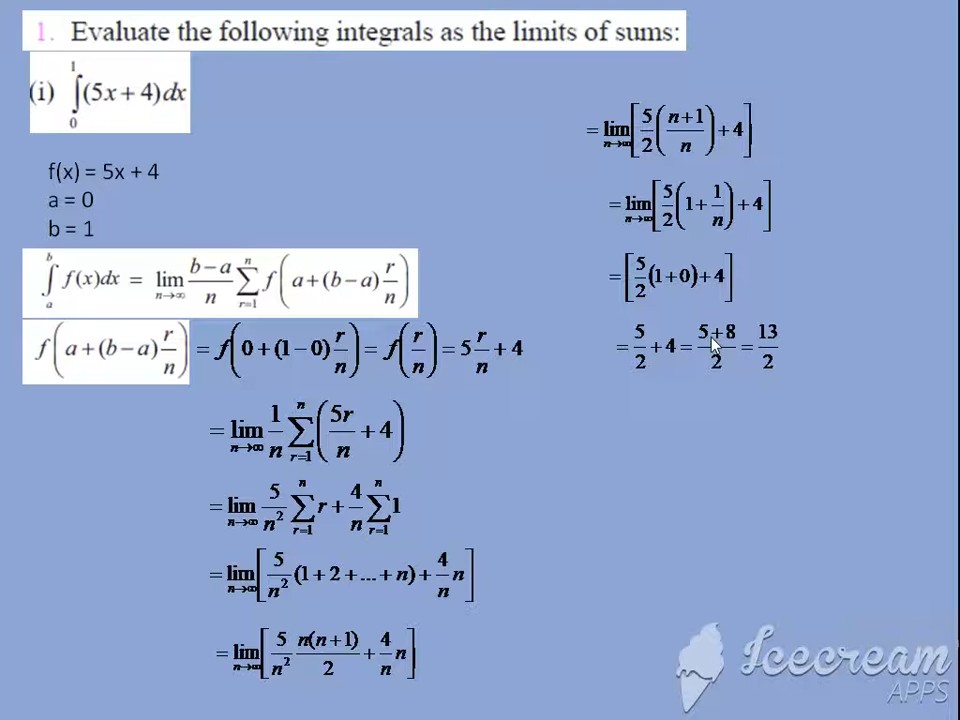 1. Evaluate the following integrals as the limits of sums:
(i) ∫₀¹ (5x + 4) dx
f(x) = 5x + 4
a = 0
b = 1
∫ₐᵇ f(x)dx = lim_{n→∞} (b−a)/n ∑_{r=1}^{n} f(a+(b−a) r/n)
f(a+(b−a) r/n) = f(0+(1−0) r/n) = f(r/n) = 5 r/n + 4
= lim_{n→∞} 1/n ∑_{r=1}^{n} (5r/n + 4)
= lim_{n→∞} 5/n² ∑_{r=1}^{n} r + 4/n ∑_{r=1}^{n} 1
= lim_{n→∞} [5/n² (1+2+...+n) + 4/n n]
= lim_{n→∞} [5/n² n(n+1)/2 + 4/n n]
= lim_{n→∞} [5/2 ((n+1)/n) + 4]
= lim_{n→∞} [5/2 (1+ 1/n) + 4]
= [5/2 (1+0) + 4]
= 5/2 + 4 = (5+8)/2 = 13/2
Icecream
APPS